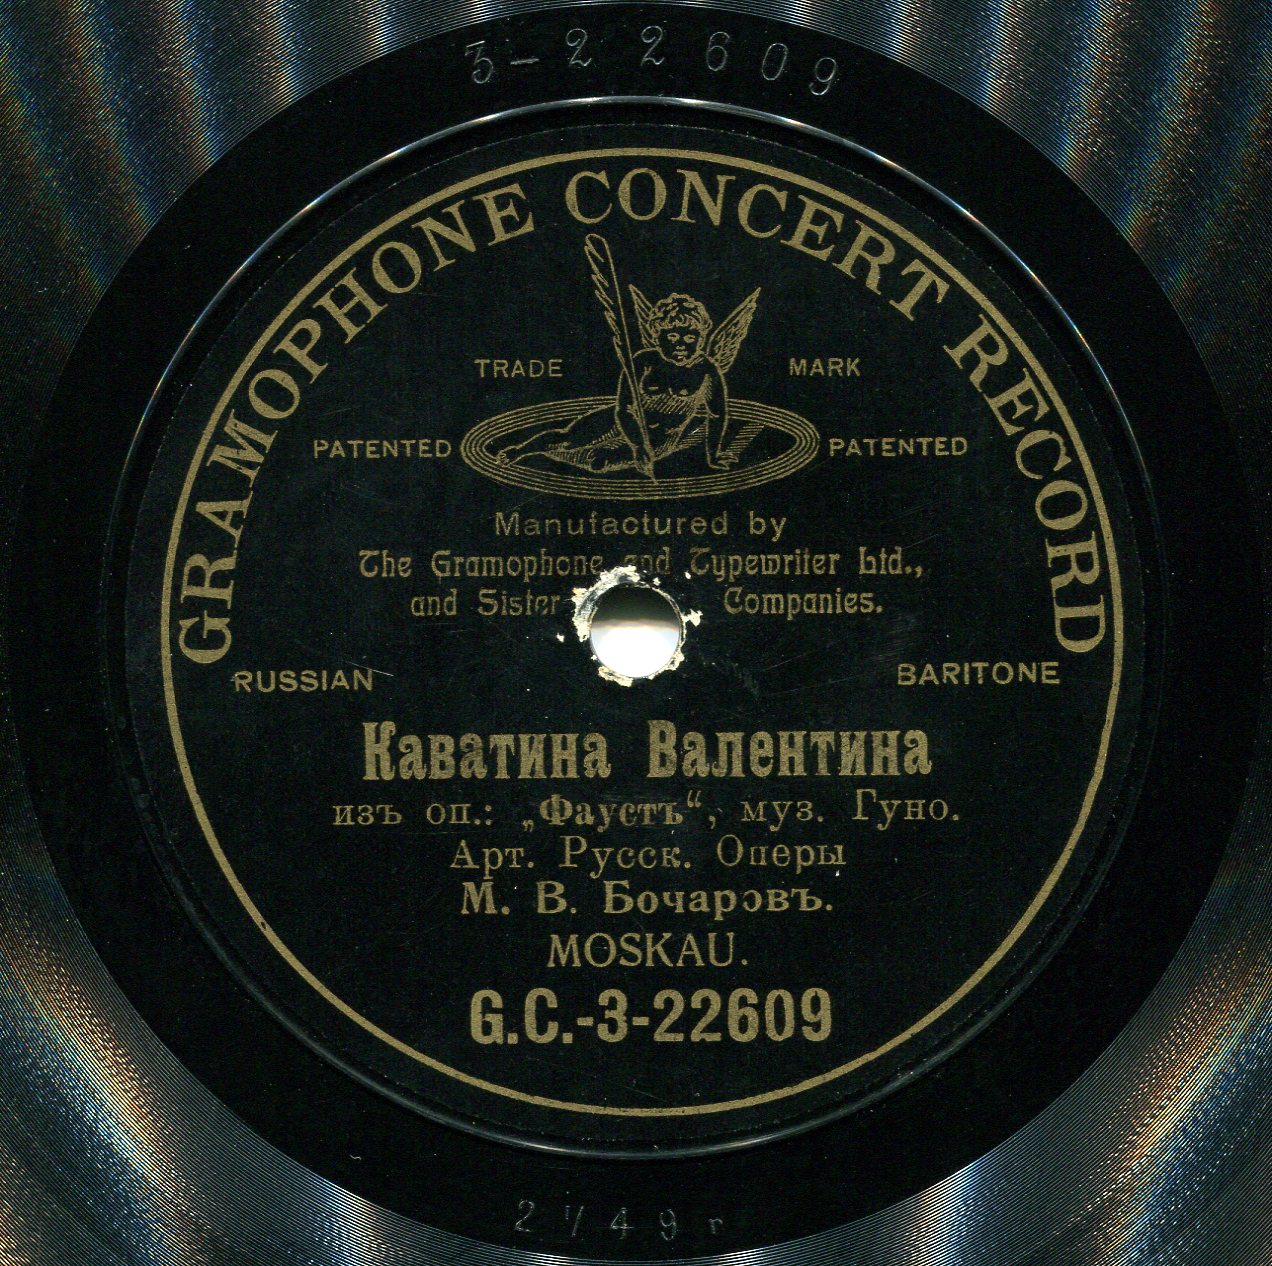 3-22609
GRAMOPHONE CONCERT RECORD
TRADE MARK
PATENTED PATENTED
Manufactured by
The Gramophone and Typewriter Ltd.,
and Sister Companies.
RUSSIAN BARITONE
Каватина Валентина
изъ оп.: „Фаустъ“, муз. Гуно.
Арт. Русск. Оперы
М. В. Бочаровъ.
MOSKAU.
G.C.-3-22609